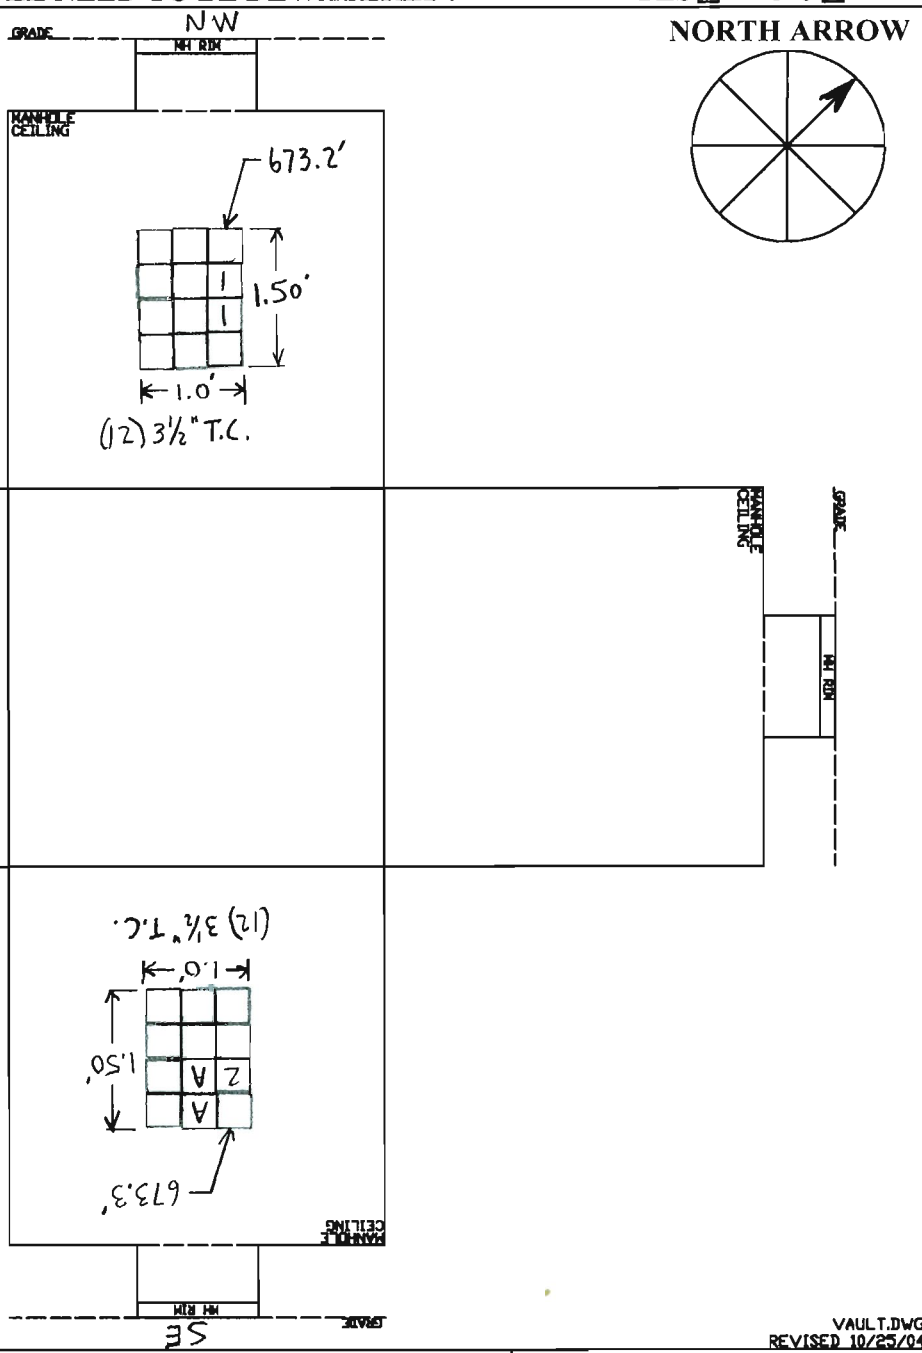 NW
NORTH ARROW
GRADE
MH RIM
MANHOLE
CEILING
673.2'
1
1
1.50'
1.0'
(12) 3½" T.C.
MANHOLE
CEILING
GRADE
MH RIM
(12) 3½" T.C.
1.0'
1.50'
A 2
A
673.3'
MANHOLE
CEILING
MH RIM
GRADE
SE
VAULT.DWG
REVISED 10/25/04